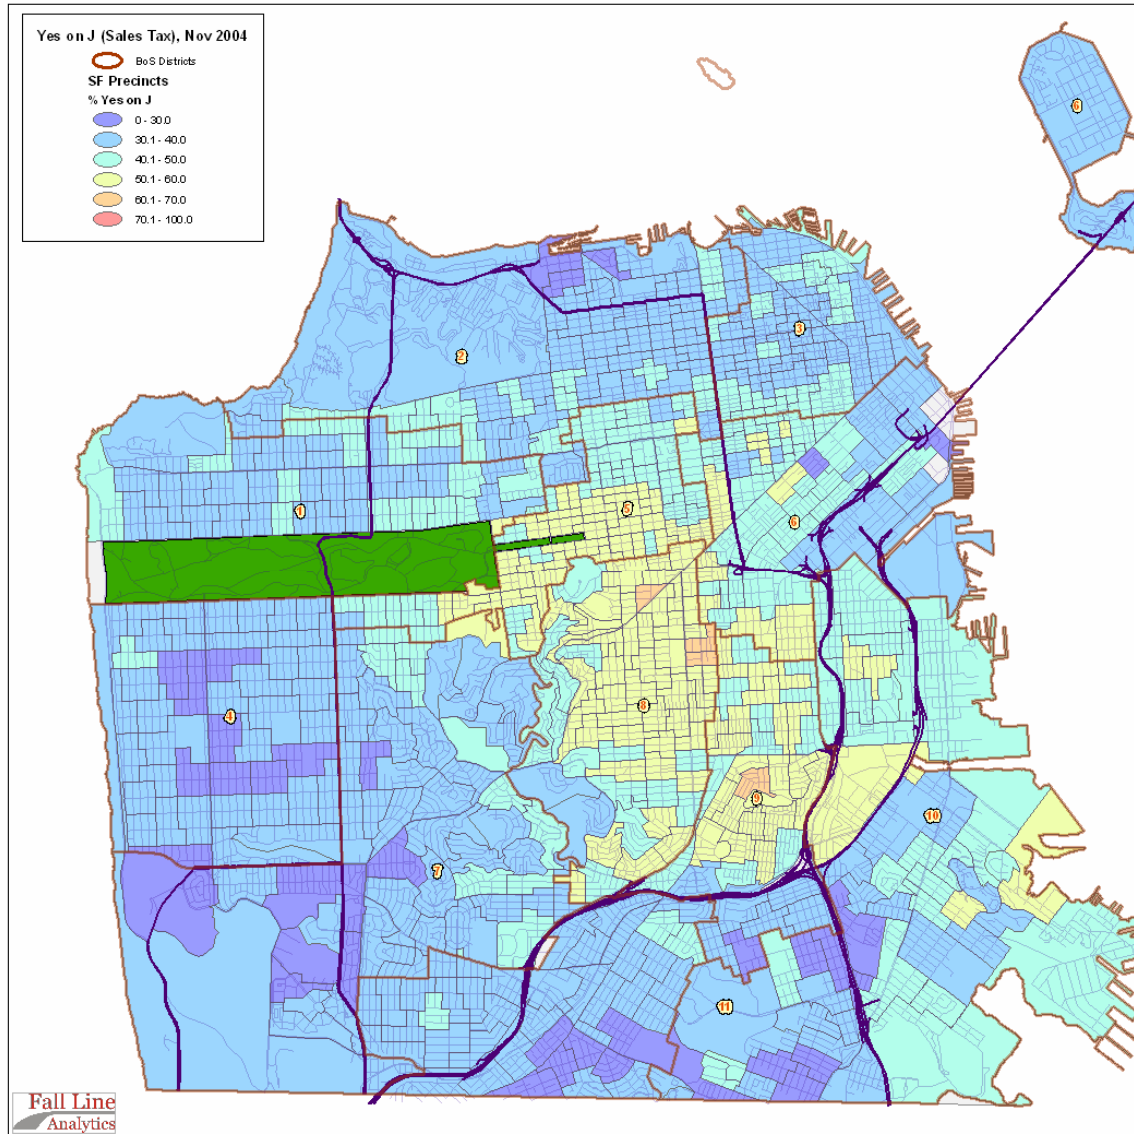 Yes on J (Sales Tax), Nov 2004
BoS Districts
SF Precincts
% Yes on J
0 - 30.0
30.1 - 40.0
40.1 - 50.0
50.1 - 60.0
60.1 - 70.0
70.1 - 100.0
6
3
2
1
5
6
4
8
9
10
7
11
Fall Line
Analytics